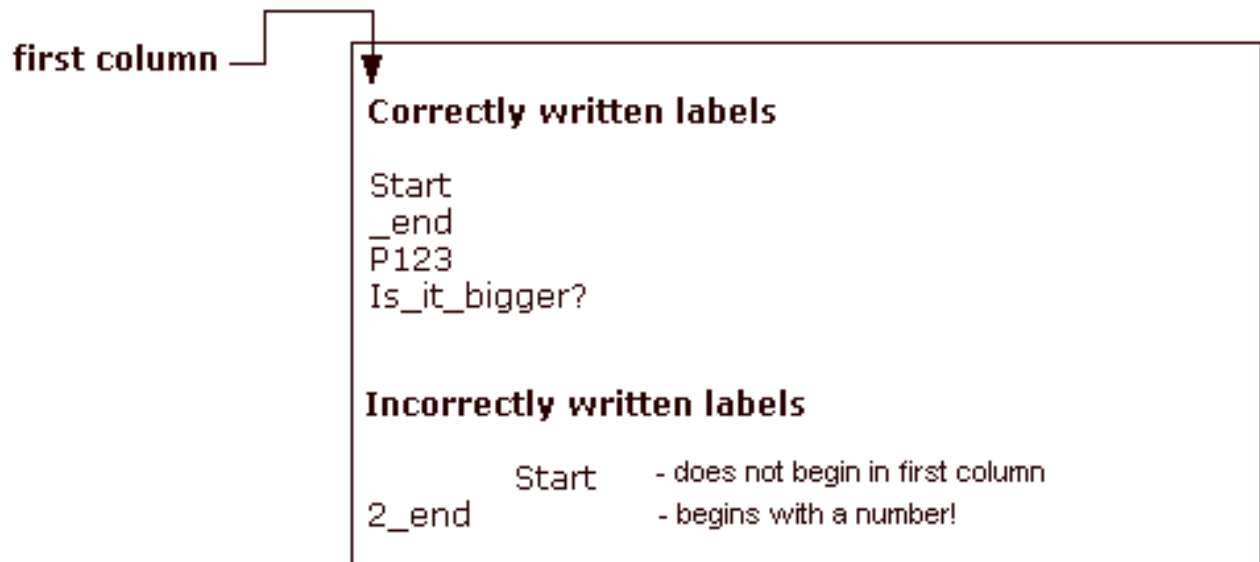 first column
Correctly written labels
Start
_end
P123
Is_it_bigger?
Incorrectly written labels
Start - does not begin in first column
2_end - begins with a number!